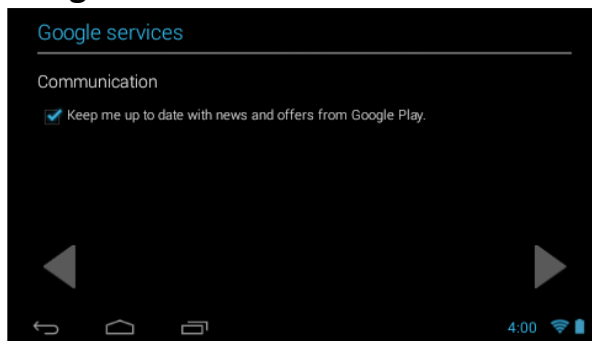 Google services
Communication
Keep me up to date with news and offers from Google Play.
4:00